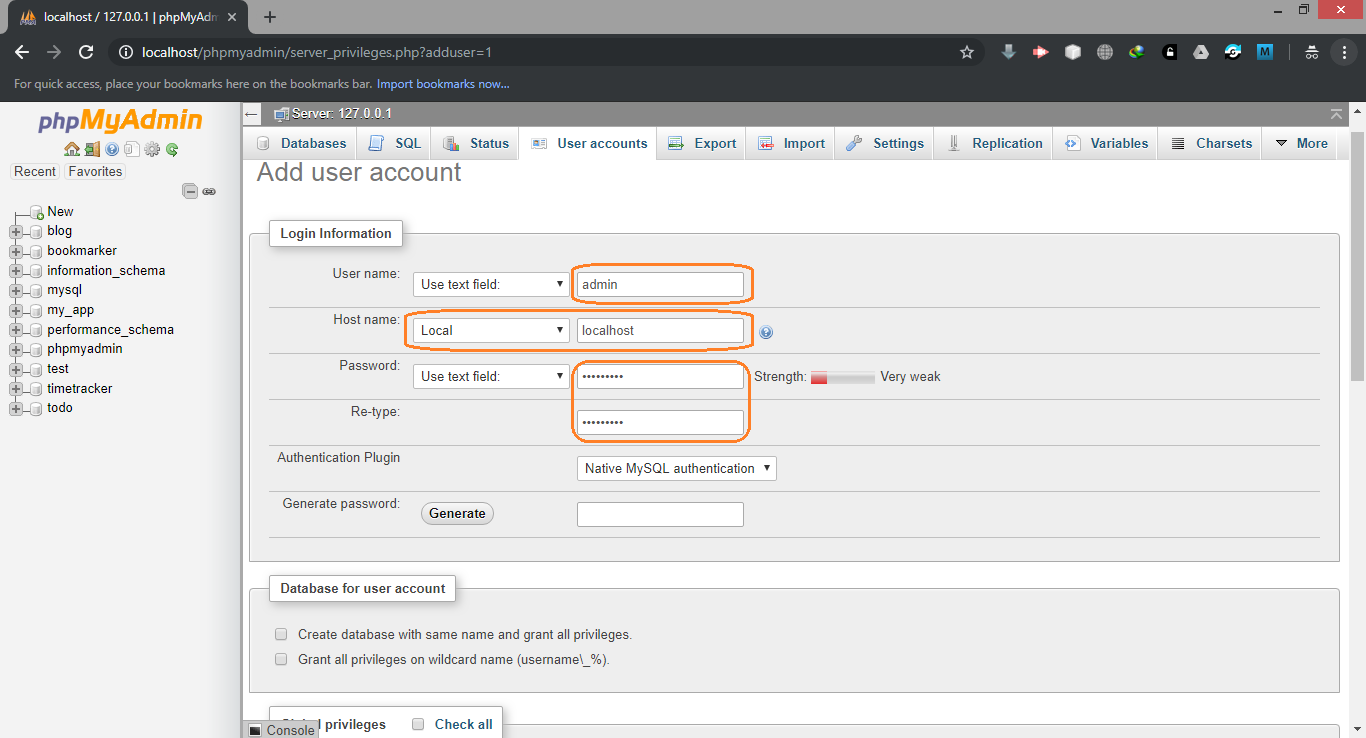 localhost / 127.0.0.1 | phpMyAdm
localhost/phpmyadmin/server_privileges.php?adduser=1
M
For quick access, place your bookmarks here on the bookmarks bar. Import bookmarks now...
phpMyAdmin
Recent Favorites
New
blog
bookmarker
information_schema
mysql
my_app
performance_schema
phpmyadmin
test
timetracker
todo
Server: 127.0.0.1
Databases SQL Status User accounts Export Import Settings Replication Variables Charsets More
Add user account
Login Information
User name: Use text field: admin
Host name: Local localhost
Password: Use text field: ••••••••• Strength: Very weak
Re-type: •••••••••
Authentication Plugin Native MySQL authentication
Generate password: Generate
Database for user account
Create database with same name and grant all privileges.
Grant all privileges on wildcard name (username\_%).
privileges Check all
Console